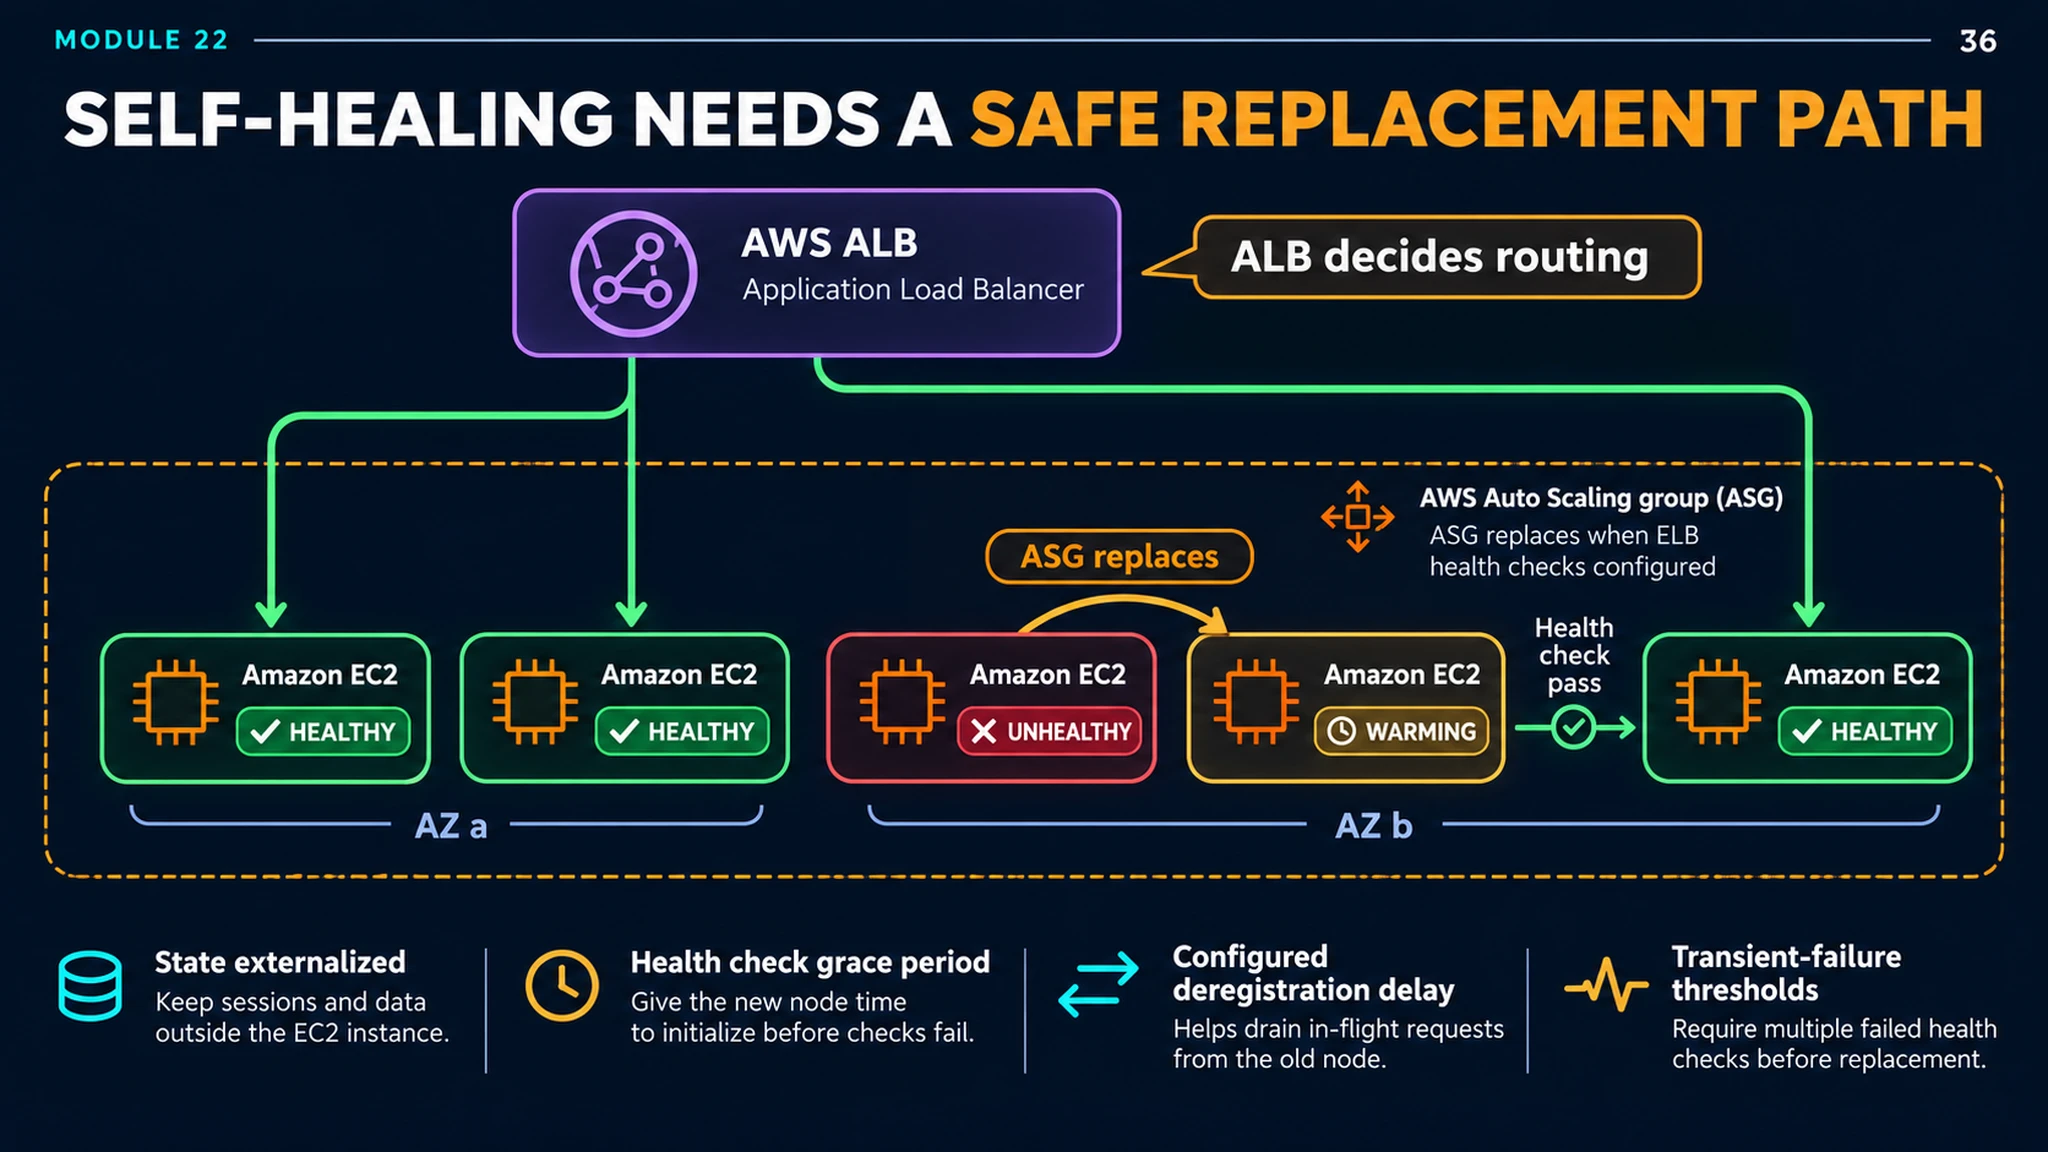 MODULE 22
36
SELF-HEALING NEEDS A SAFE REPLACEMENT PATH
AWS ALB
Application Load Balancer
ALB decides routing
AWS Auto Scaling group (ASG)
ASG replaces when ELB
health checks configured
ASG replaces
Health
check
pass
Amazon EC2
HEALTHY
Amazon EC2
HEALTHY
Amazon EC2
UNHEALTHY
Amazon EC2
WARMING
Amazon EC2
HEALTHY
AZ a
AZ b
State externalized
Keep sessions and data
outside the EC2 instance.
Health check grace period
Give the new node time
to initialize before checks fail.
Configured
deregistration delay
Helps drain in-flight requests
from the old node.
Transient-failure
thresholds
Require multiple failed health
checks before replacement.